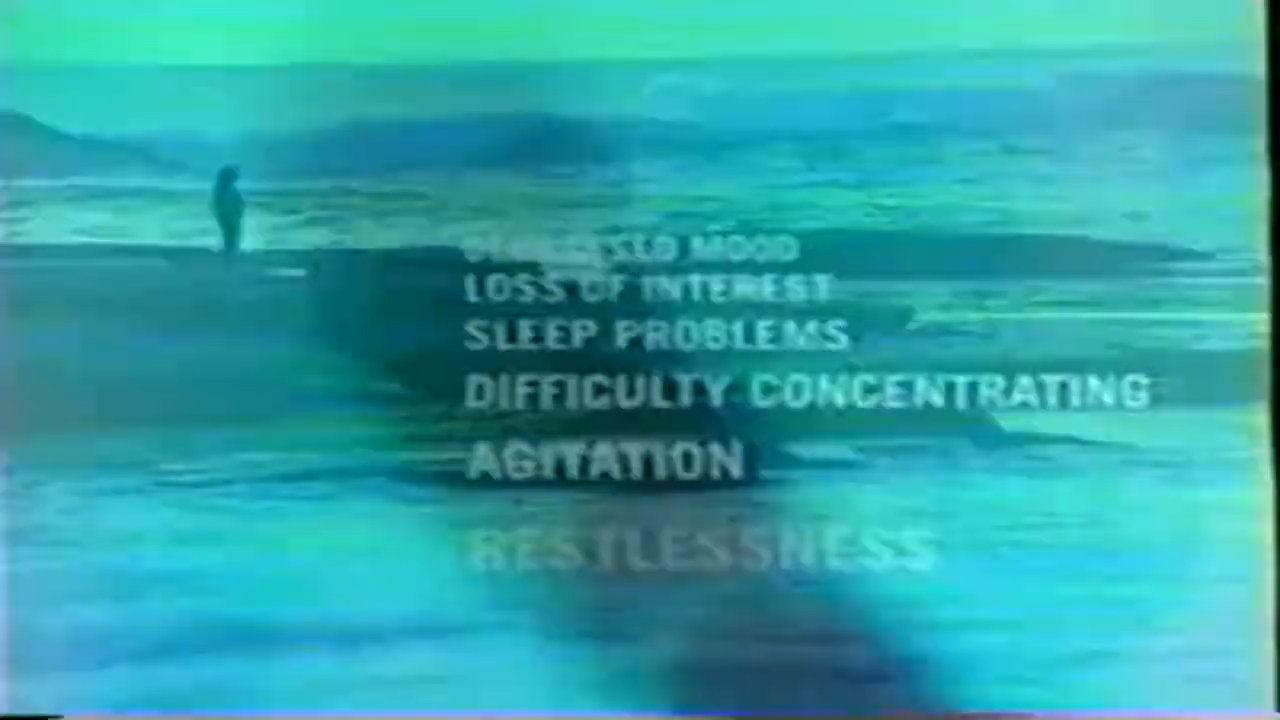 MOOD
LOSS OF INTEREST
SLEEP PROBLEMS
DIFFICULTY CONCENTRATING
AGITATION
RESTLESSNESS